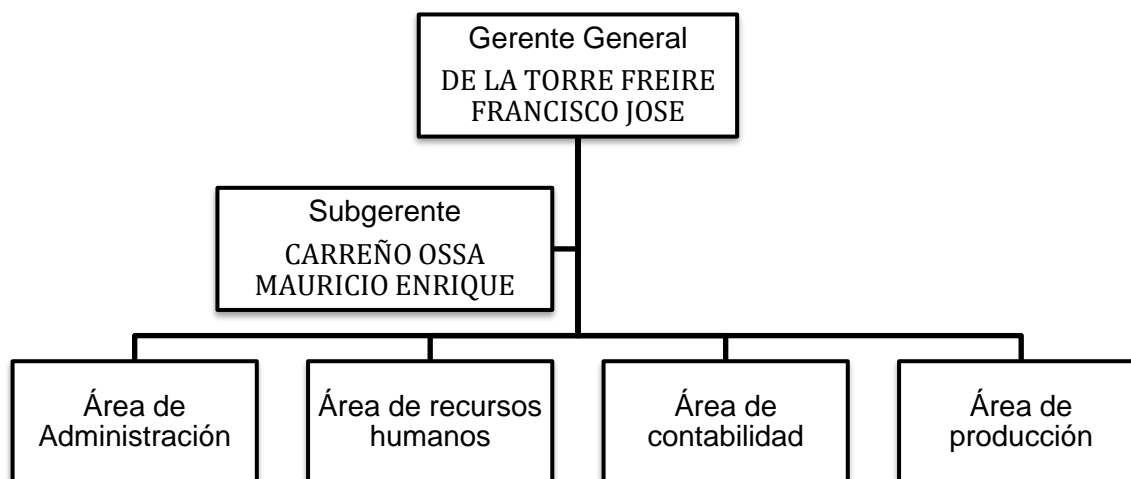 Gerente General
DE LA TORRE FREIRE
FRANCISCO JOSE
Subgerente
CARREÑO OSSA
MAURICIO ENRIQUE
Área de
Administración
Área de recursos
humanos
Área de
contabilidad
Área de
producción